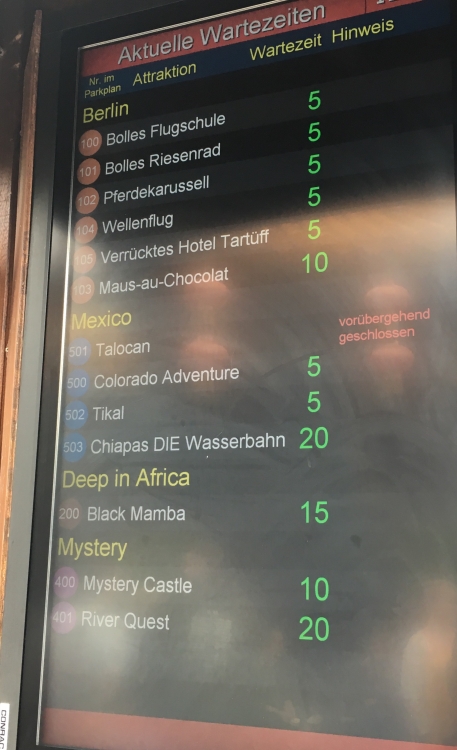 Aktuelle Wartezeiten
Nr. im Parkplan Attraktion Wartezeit Hinweis
Berlin
100 Bolles Flugschule 5
101 Bolles Riesenrad 5
102 Pferdekarussell 5
104 Wellenflug 5
105 Verrücktes Hotel Tartüff 5
103 Maus-au-Chocolat 10
Mexico
501 Talocan vorübergehend geschlossen
500 Colorado Adventure 5
502 Tikal 5
503 Chiapas DIE Wasserbahn 20
Deep in Africa
200 Black Mamba 15
Mystery
400 Mystery Castle 10
401 River Quest 20